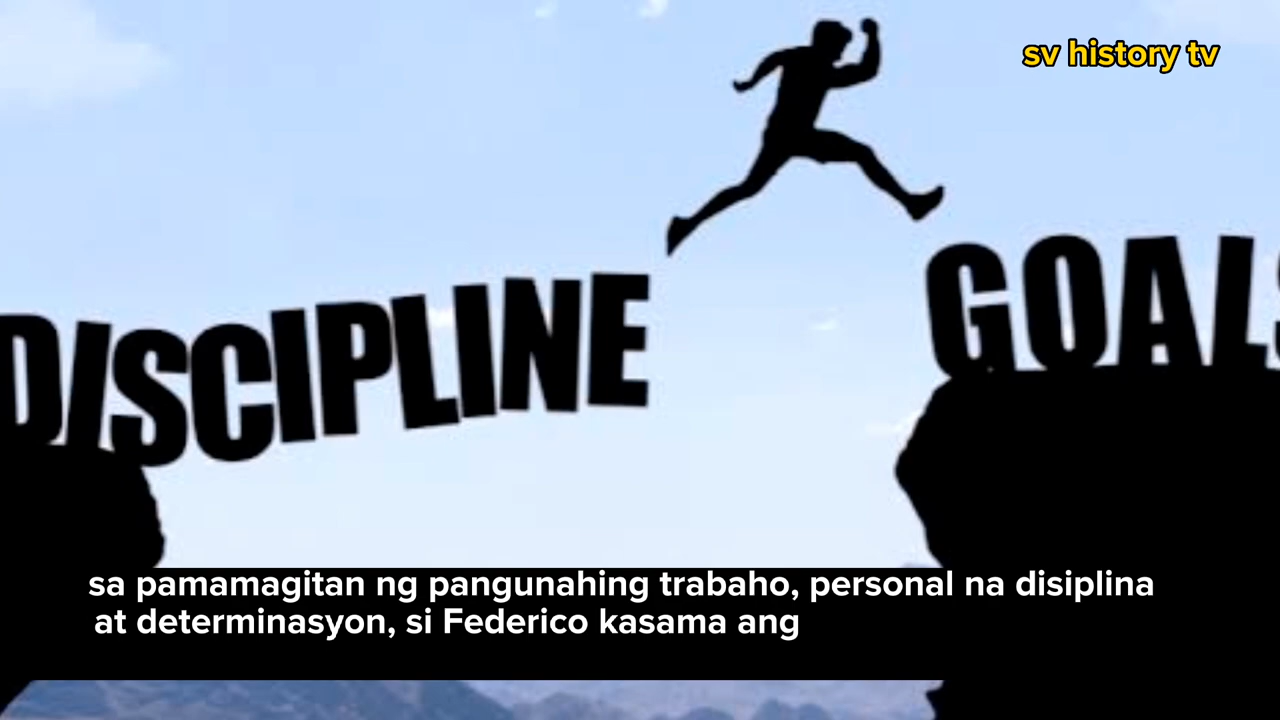 sv history tv
DISCIPLINE
GOALS
sa pamamagitan ng pangunahing trabaho, personal na disiplina
at determinasyon, si Federico kasama ang